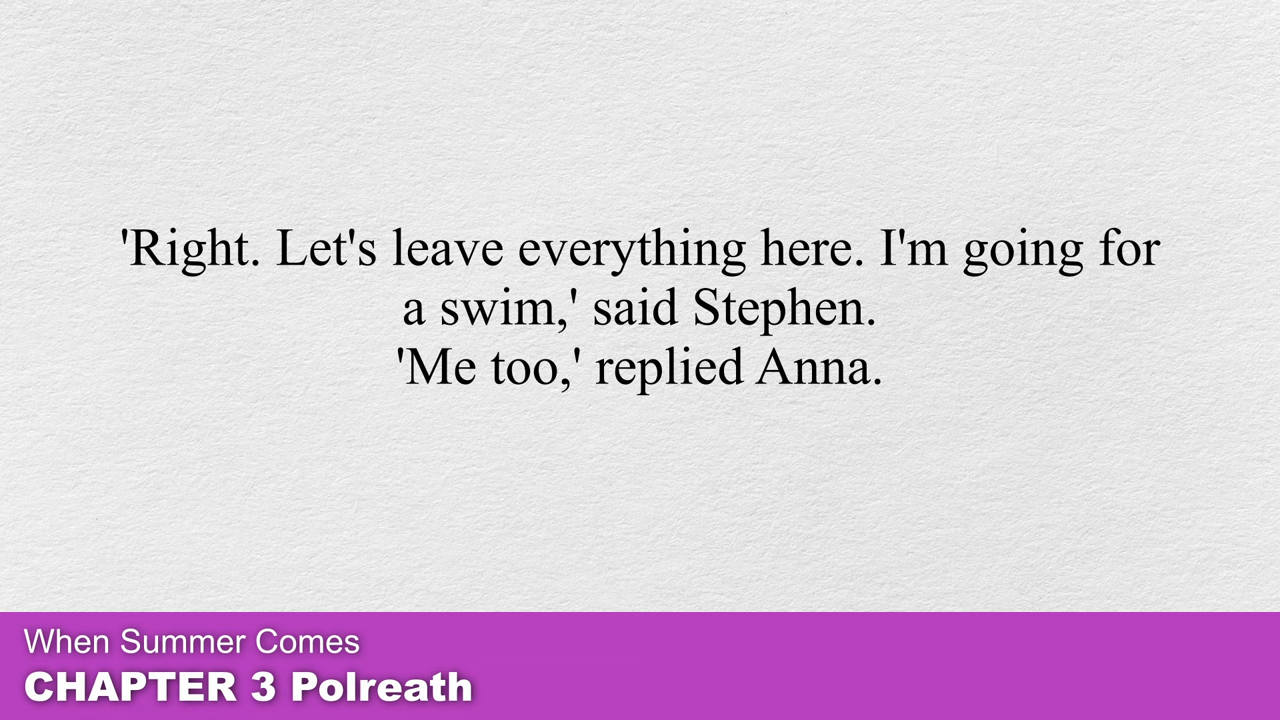 'Right. Let's leave everything here. I'm going for
a swim,' said Stephen.
'Me too,' replied Anna.
When Summer Comes
CHAPTER 3 Polreath